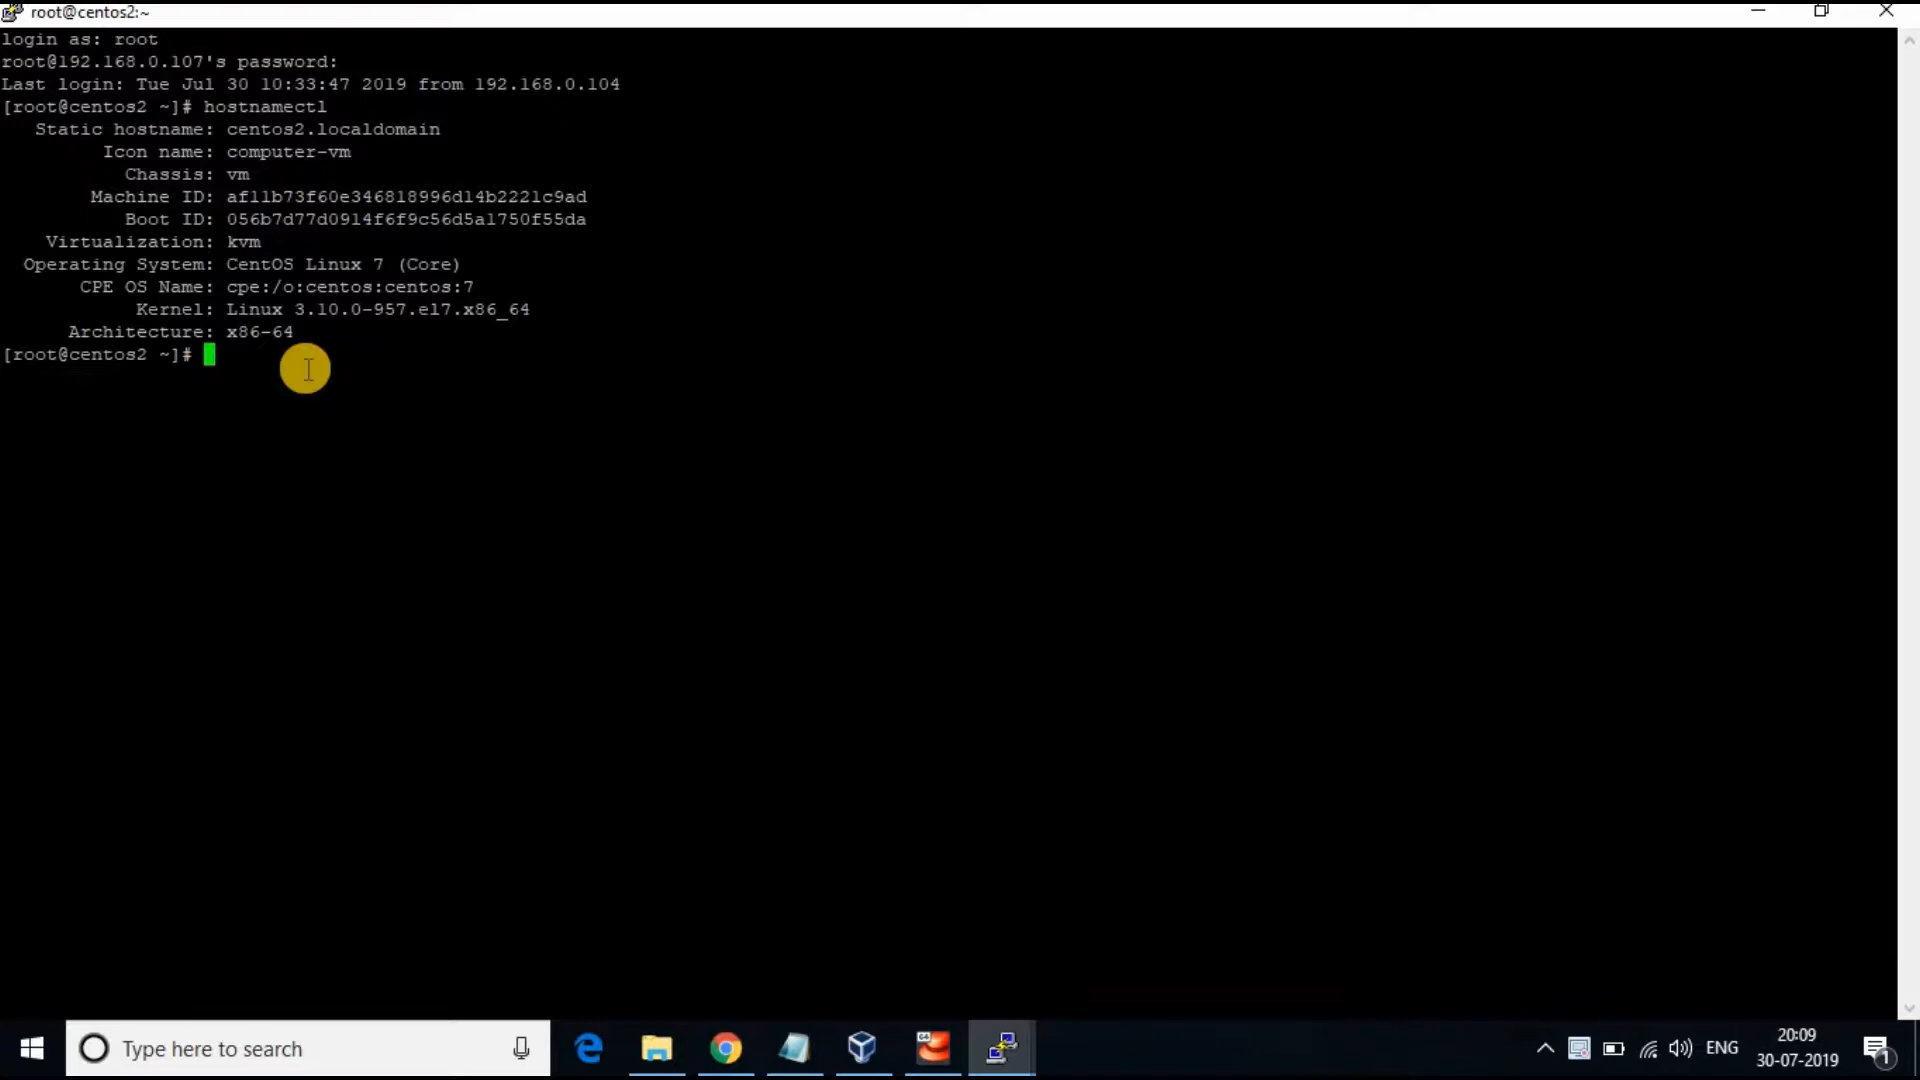 root@centos2:~
login as: root
root@192.168.0.107's password:
Last login: Tue Jul 30 10:33:47 2019 from 192.168.0.104
[root@centos2 ~]# hostnamectl
Static hostname: centos2.localdomain
Icon name: computer-vm
Chassis: vm
Machine ID: af11b73f60e346818996d14b2221c9ad
Boot ID: 056b7d77d0914f6f9c56d5a1750f55da
Virtualization: kvm
Operating System: CentOS Linux 7 (Core)
CPE OS Name: cpe:/o:centos:centos:7
Kernel: Linux 3.10.0-957.el7.x86_64
Architecture: x86-64
[root@centos2 ~]#
Type here to search
ENG
20:09
30-07-2019
1